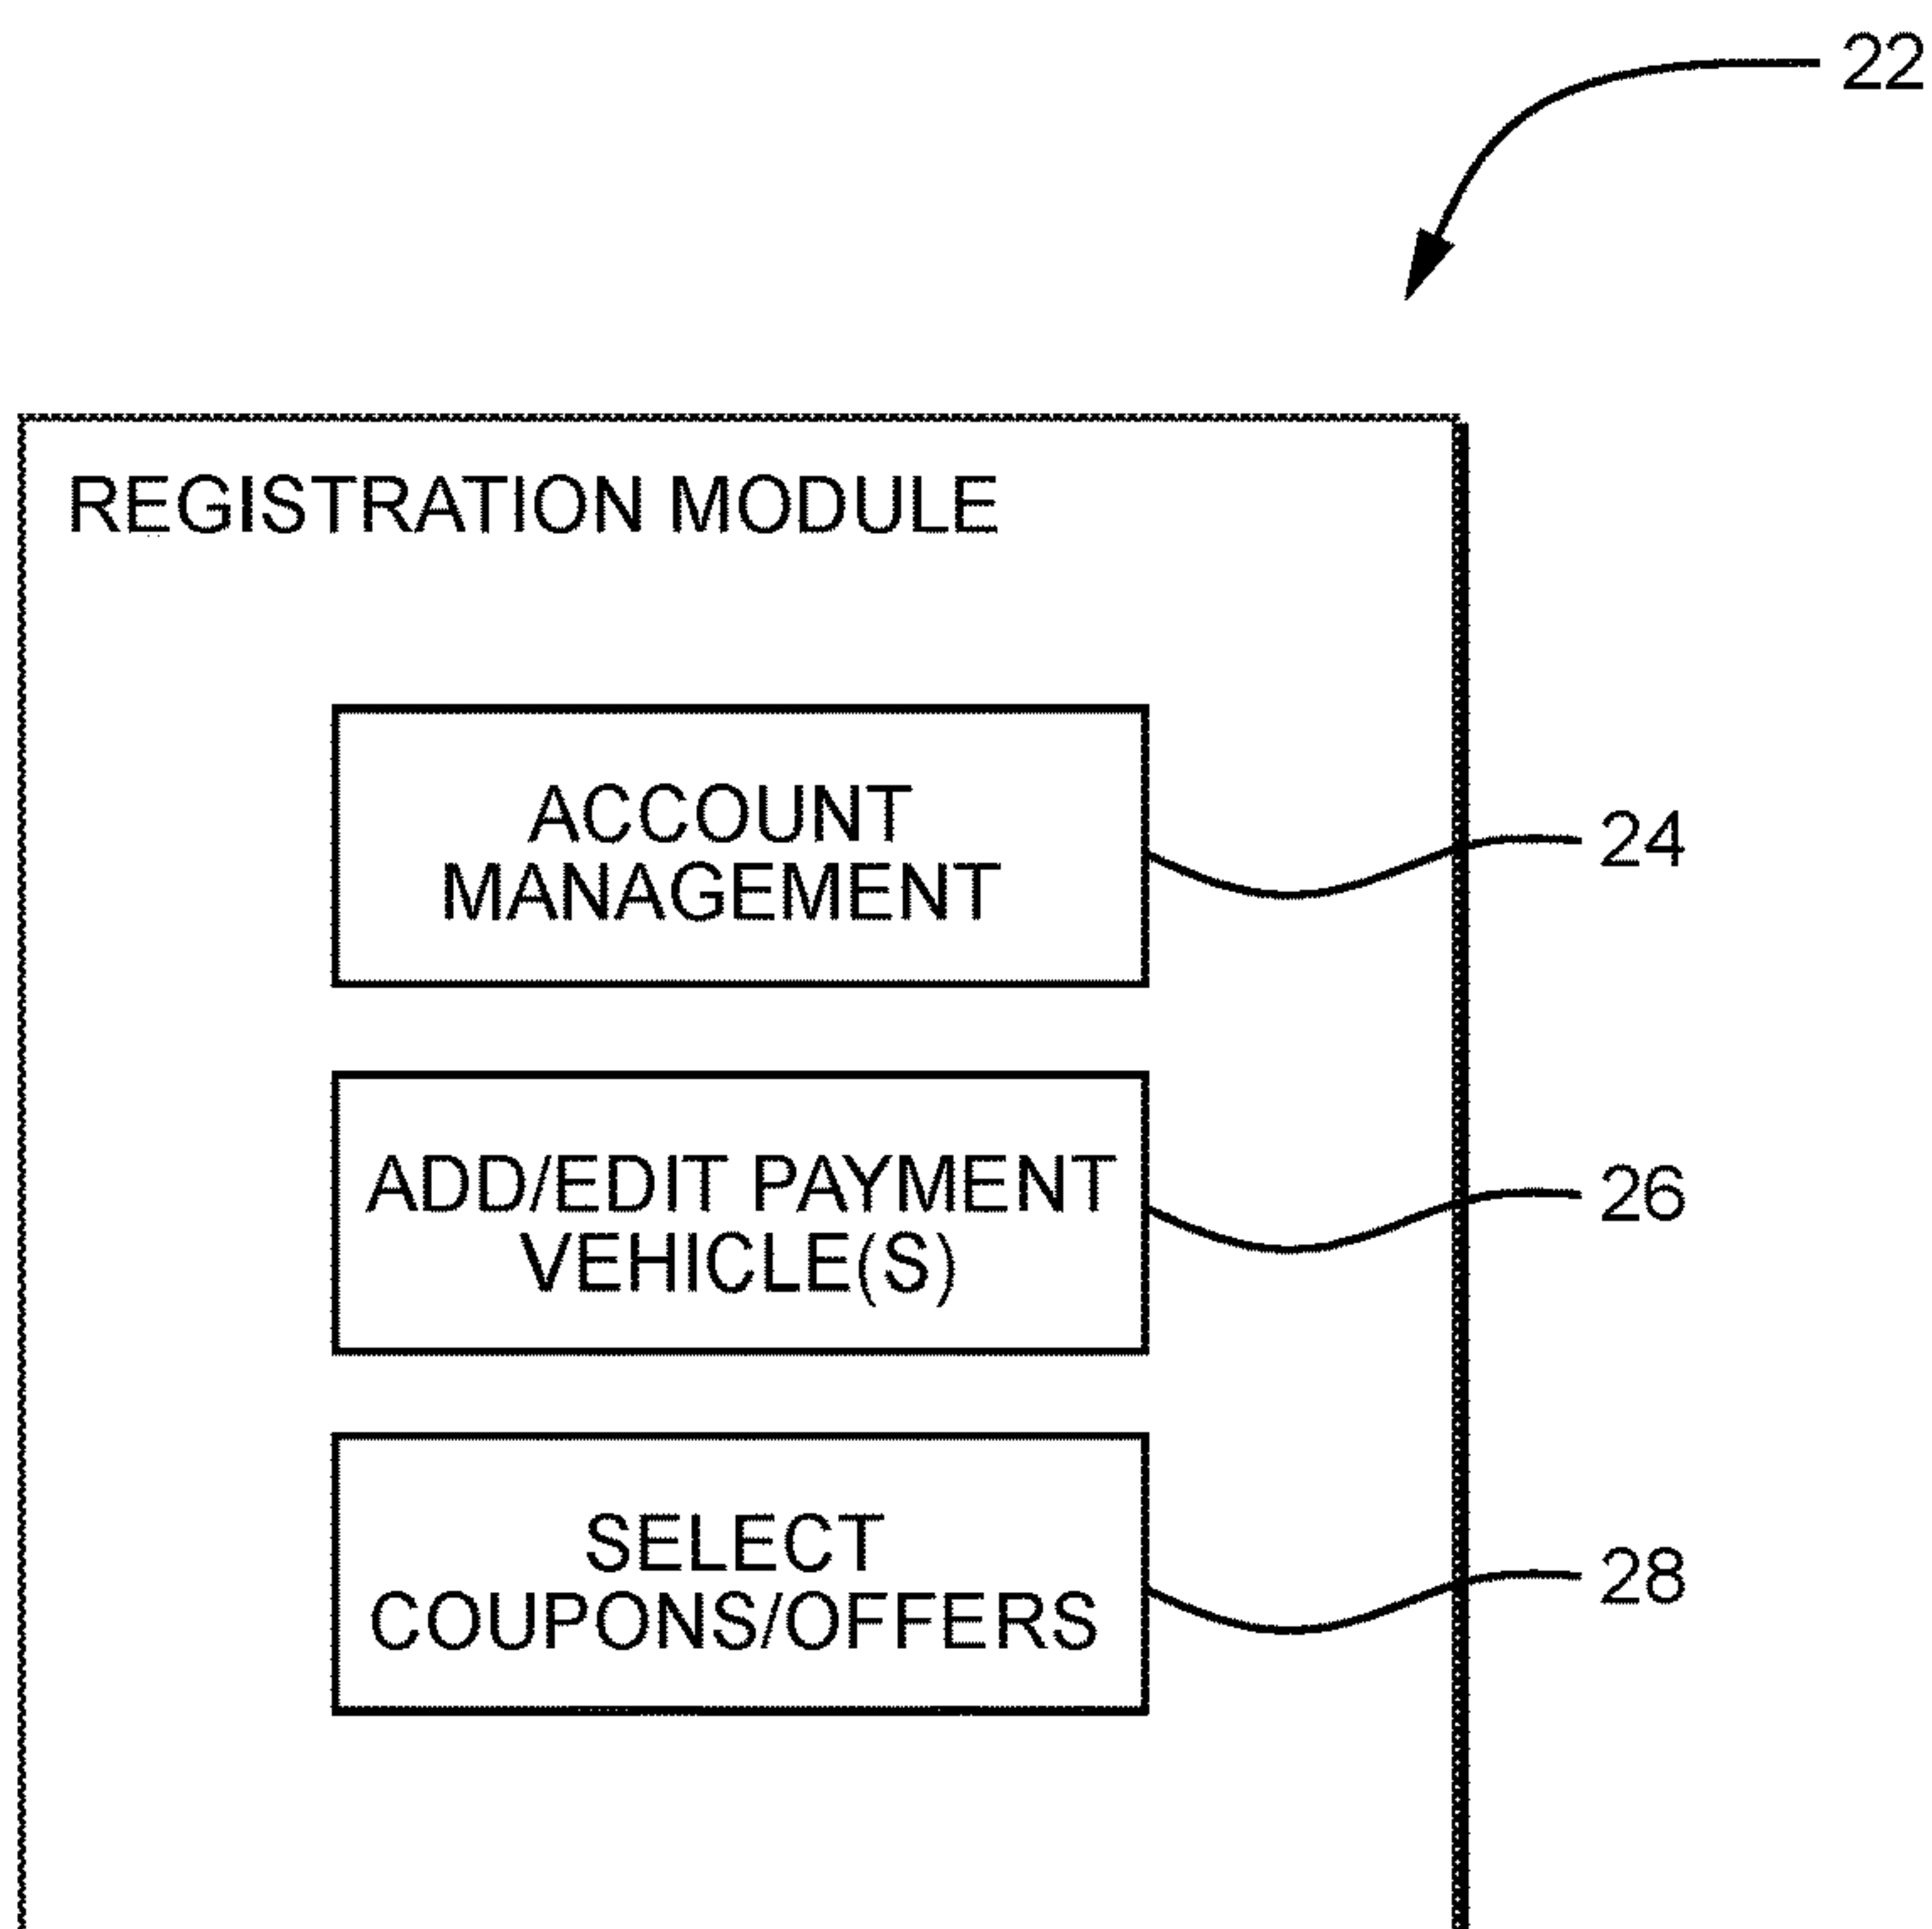 22
REGISTRATION MODULE
ACCOUNT
MANAGEMENT
24
ADD/EDIT PAYMENT
VEHICLE(S)
26
SELECT
COUPONS/OFFERS
28